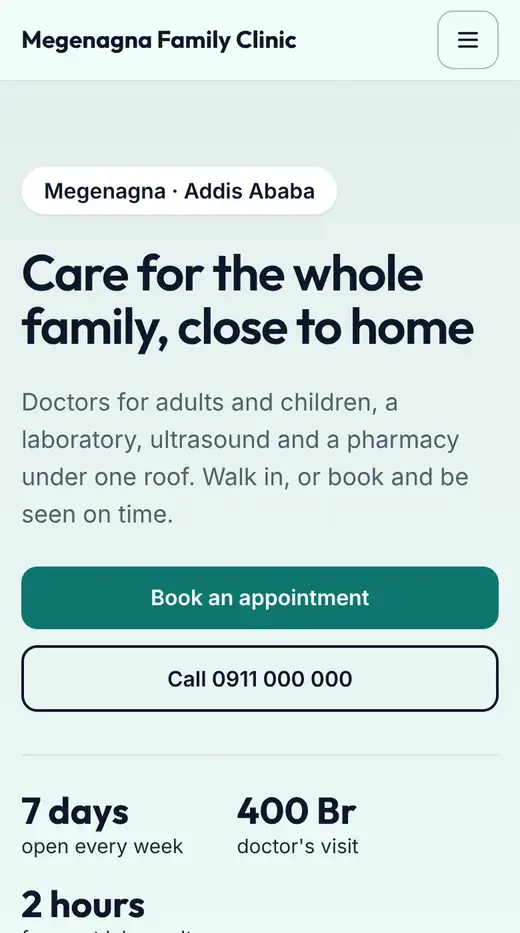 Megenagna Family Clinic
Megenagna · Addis Ababa
Care for the whole
family, close to home
Doctors for adults and children, a
laboratory, ultrasound and a pharmacy
under one roof. Walk in, or book and be
seen on time.
Book an appointment
Call 0911 000 000
7 days
open every week
400 Br
doctor's visit
2 hours